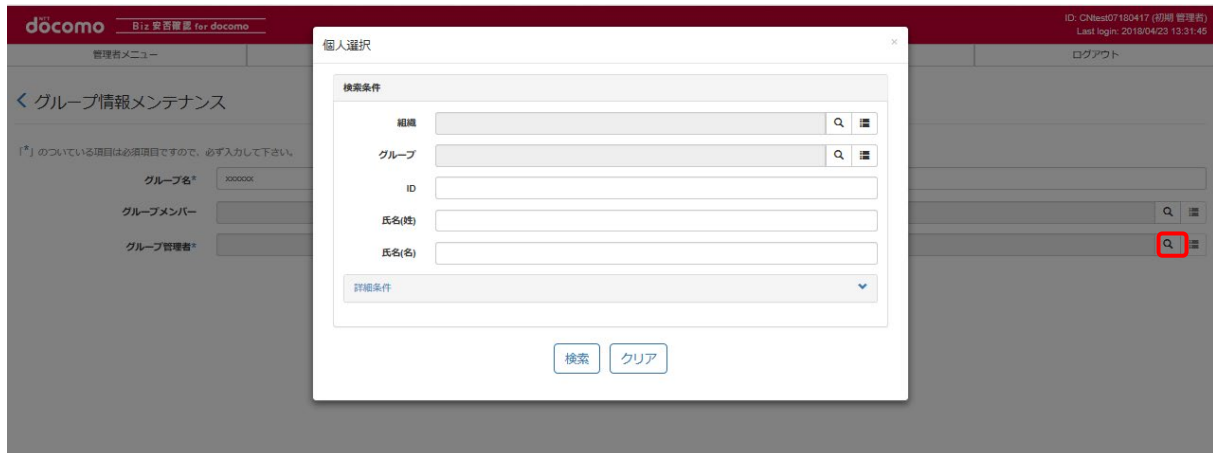 NTT
döcomo Biz 安否確認 for docomo
ID: CNtest07180417 (初期 管理者)
Last login: 2018/04/23 13:31:45
管理者メニュー
ログアウト
個人選択
×
グループ情報メンテナンス
「*」のついている項目は必須項目ですので、必ず入力して下さい。
グループ名* xxxxxx
グループメンバー
グループ管理者*
検索条件
組織
グループ
ID
氏名(姓)
氏名(名)
詳細条件
検索 クリア